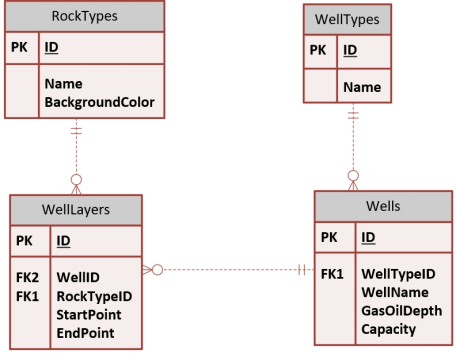 RockTypes
PK ID
Name
BackgroundColor
WellTypes
PK ID
Name
WellLayers
PK ID
FK2 WellID
FK1 RockTypeID
StartPoint
EndPoint
Wells
PK ID
FK1 WellTypeID
WellName
GasOilDepth
Capacity